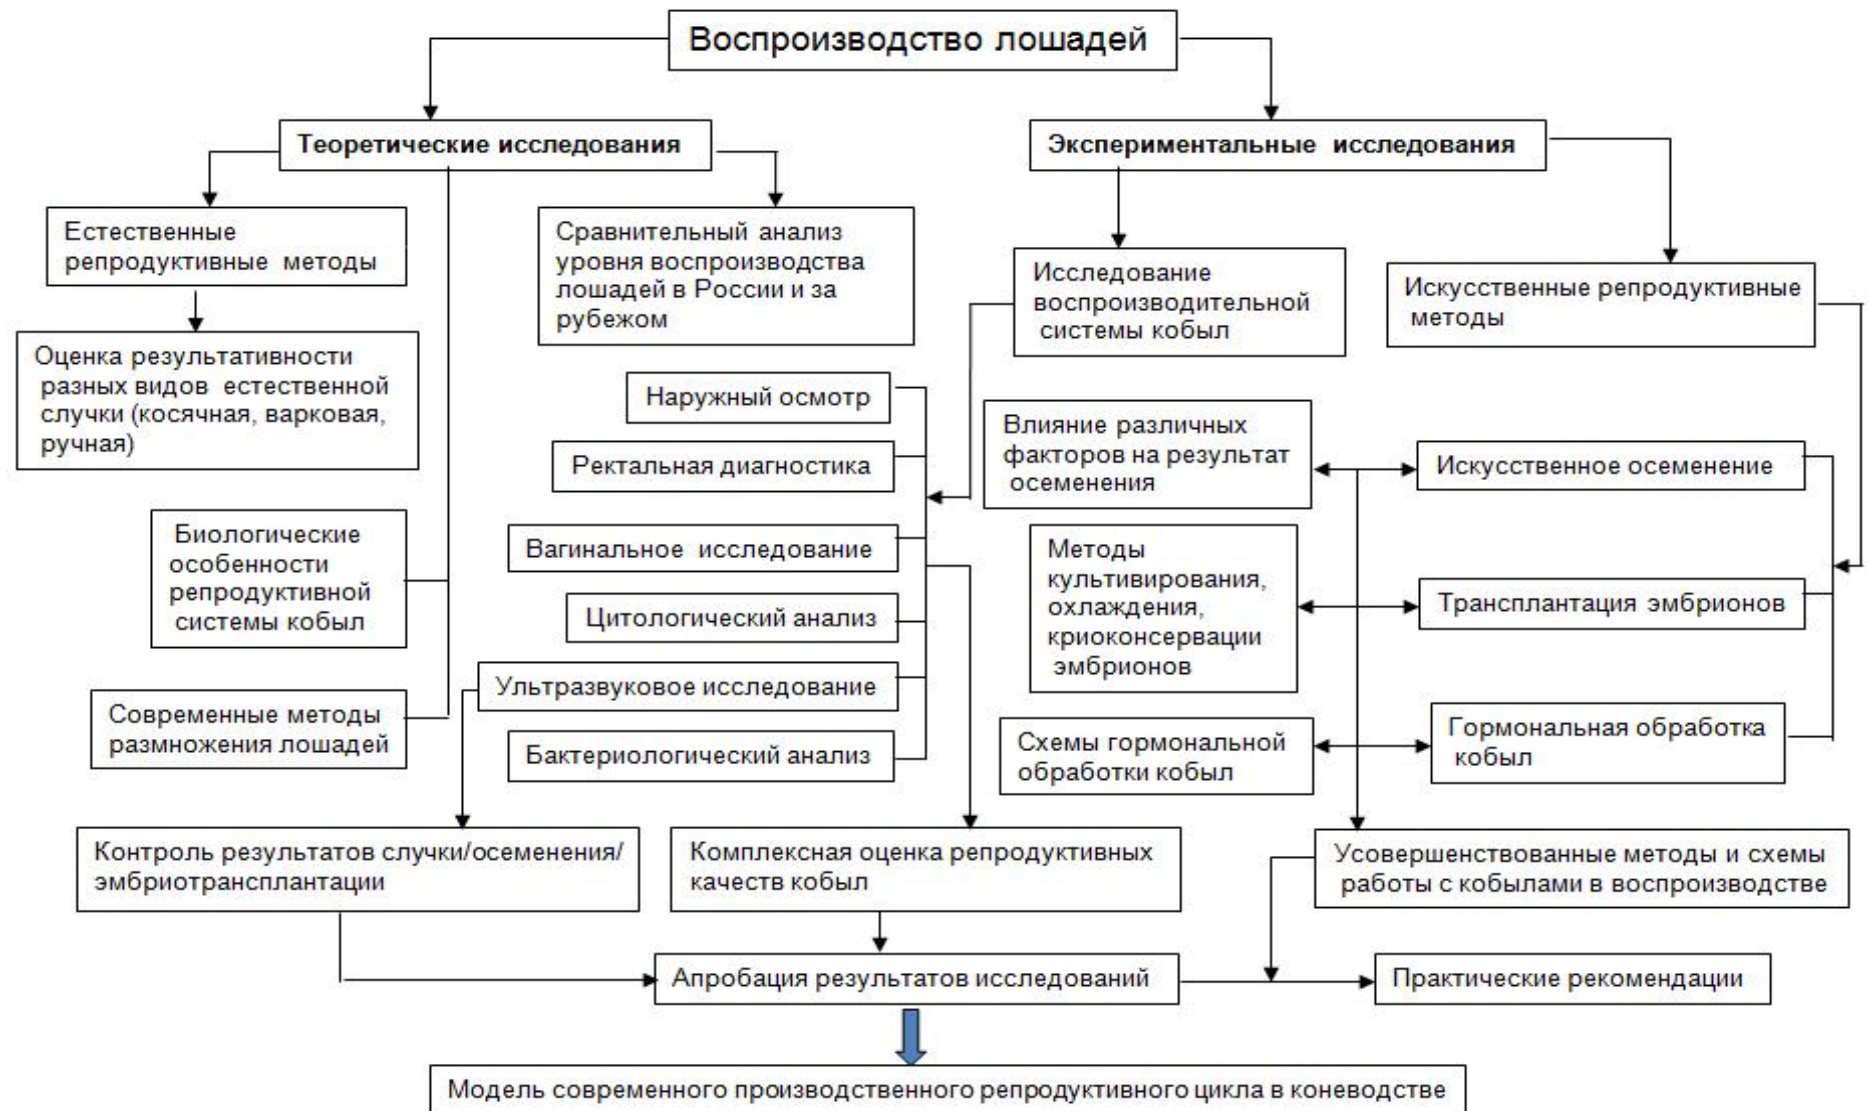 Воспроизводство лошадей
Теоретические исследования
Экспериментальные исследования
Естественные
репродуктивные методы
Сравнительный анализ
уровня воспроизводства
лошадей в России и за
рубежом
Исследование
воспроизводительной
системы кобыл
Искусственные репродуктивные
методы
Оценка результативности
разных видов естественной
случки (косячная, варковая,
ручная)
Наружный осмотр
Ректальная диагностика
Вагинальное исследование
Цитологический анализ
Ультразвуковое исследование
Бактериологический анализ
Биологические
особенности
репродуктивной
системы кобыл
Современные методы
размножения лошадей
Влияние различных
факторов на результат
осеменения
Искусственное осеменение
Методы
культивирования,
охлаждения,
криоконсервации
эмбрионов
Трансплантация эмбрионов
Схемы гормональной
обработки кобыл
Гормональная обработка
кобыл
Контроль результатов случки/осеменения/
эмбриотрансплантации
Комплексная оценка репродуктивных
качеств кобыл
Усовершенствованные методы и схемы
работы с кобылами в воспроизводстве
Апробация результатов исследований
Практические рекомендации
Модель современного производственного репродуктивного цикла в коневодстве